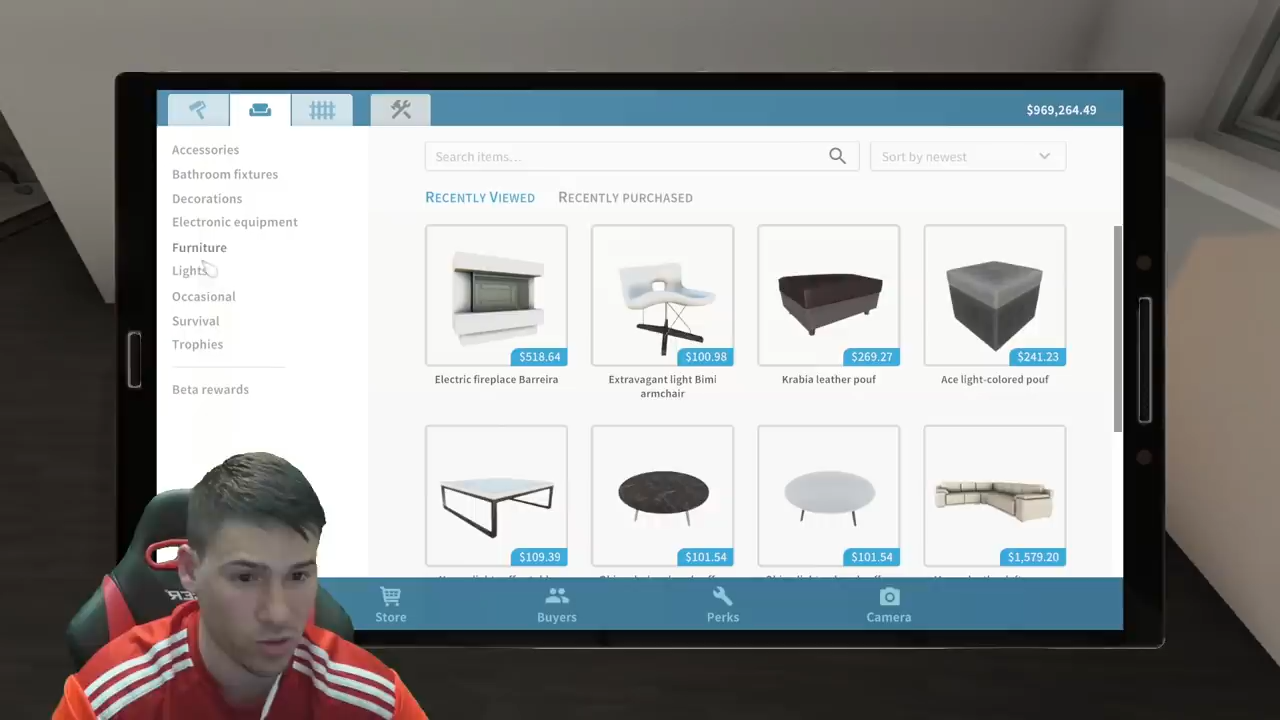 $969,264.49
Accessories
Bathroom fixtures
Decorations
Electronic equipment
Furniture
Lights
Occasional
Survival
Trophies
Beta rewards
Search items...
Sort by newest
RECENTLY VIEWED
RECENTLY PURCHASED
$518.64
$100.98
$269.27
$241.23
Electric fireplace Barreira
Extravagant light Bimi
armchair
Krabia leather pouf
Ace light-colored pouf
$109.39
$101.54
$101.54
$1,579.20
Store
Buyers
Perks
Camera